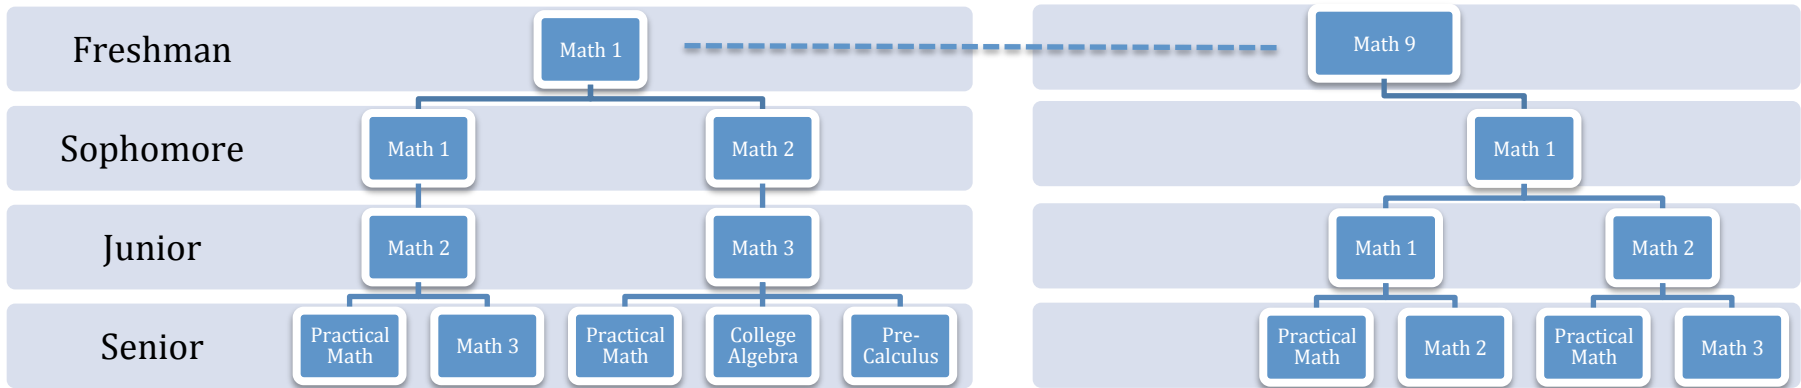 Freshman
Math 1
Math 9
Sophomore
Math 1
Math 2
Math 1
Junior
Math 2
Math 3
Math 1
Math 2
Senior
Practical
Math
Math 3
Practical
Math
College
Algebra
Pre-
Calculus
Practical
Math
Math 2
Practical
Math
Math 3